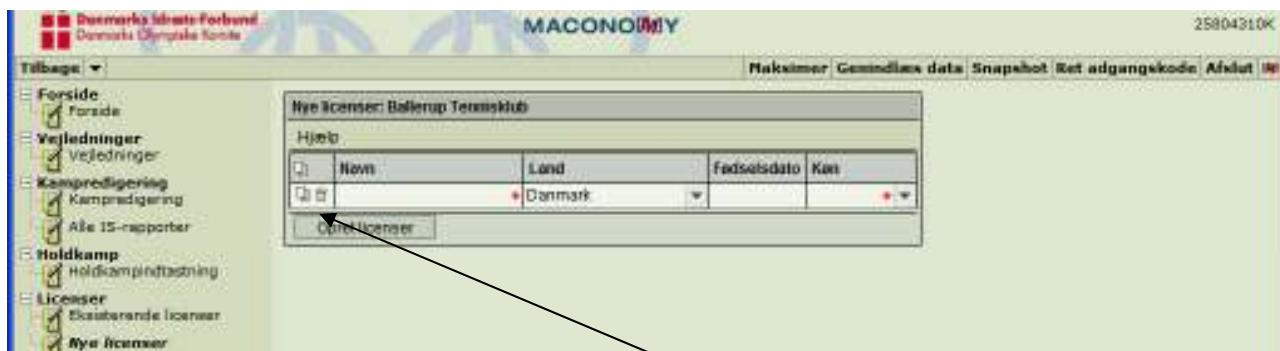 Danmarks Idræts-Forbund
Danmarks Olympiske Komite
MACONOMY
25804310K
Tilbage
Maksimer Genindlæs data Snapshot Ret adgangskode Afslut
Forside
Forside
Vejledninger
Vejledninger
Kampredigering
Kampredigering
Alle IS-rapporter
Holdkamp
Holdkampindtastning
Licenser
Eksisterende licenser
Nye licenser
Nye licenser: Ballerup Tennisklub
Hjælp
Navn Land Fødselsdato Køn
Danmark
Opret licenser